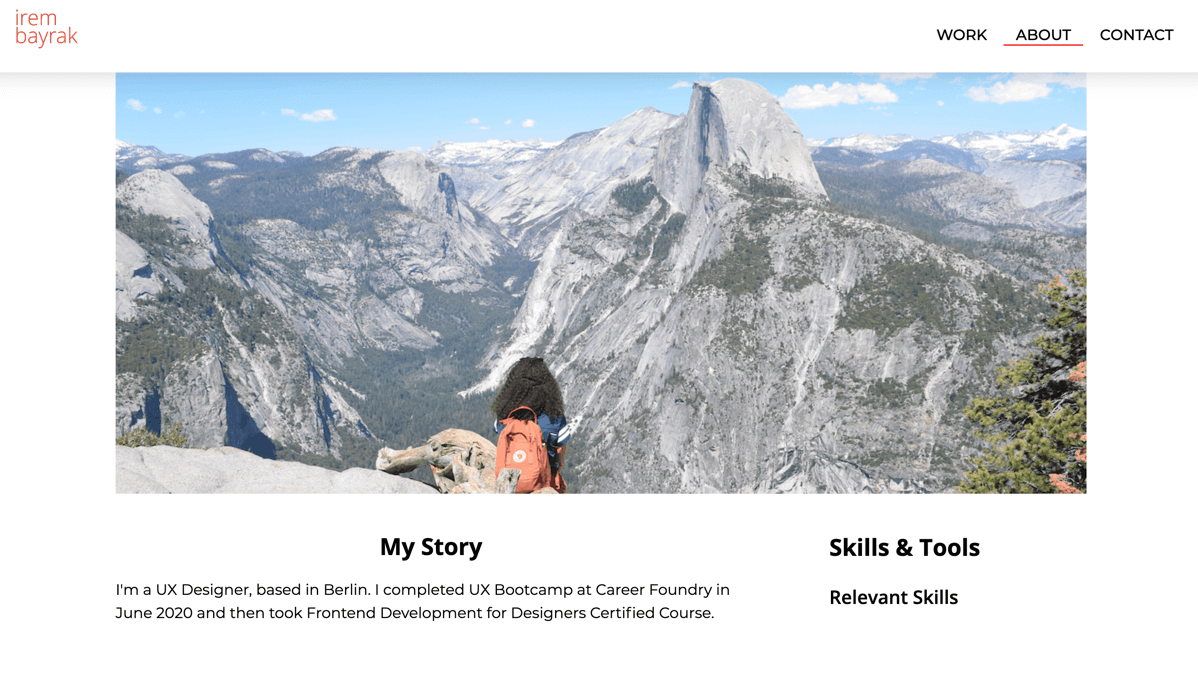 irem
bayrak
WORK ABOUT CONTACT
My Story
I'm a UX Designer, based in Berlin. I completed UX Bootcamp at Career Foundry in
June 2020 and then took Frontend Development for Designers Certified Course.
Skills & Tools
Relevant Skills